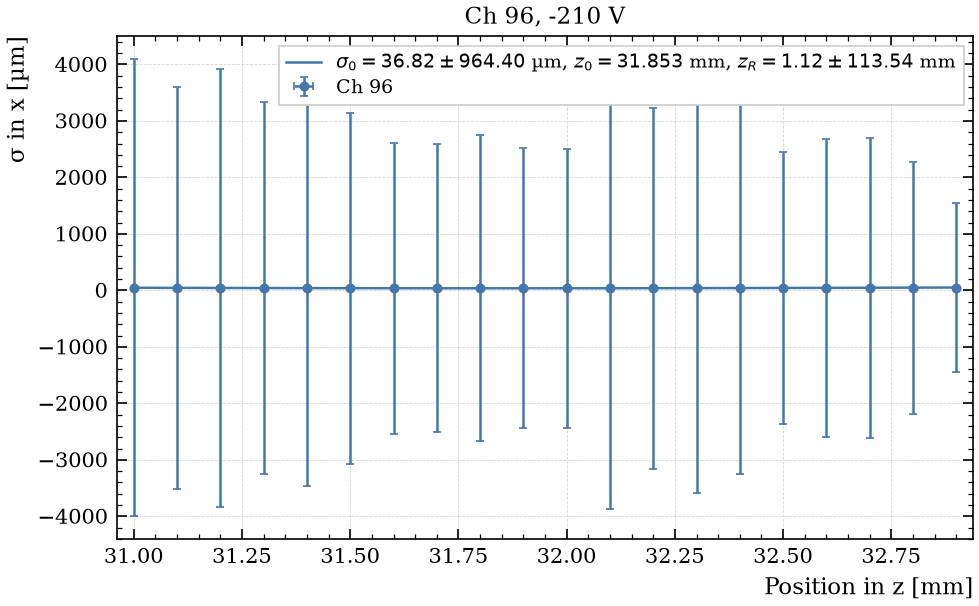 Ch 96, -210 V
σ in x [µm]
σ₀ = 36.82 ± 964.40 µm, z₀ = 31.853 mm, z_R = 1.12 ± 113.54 mm
Ch 96
4000
3000
2000
1000
0
−1000
−2000
−3000
−4000
31.00 31.25 31.50 31.75 32.00 32.25 32.50 32.75
Position in z [mm]